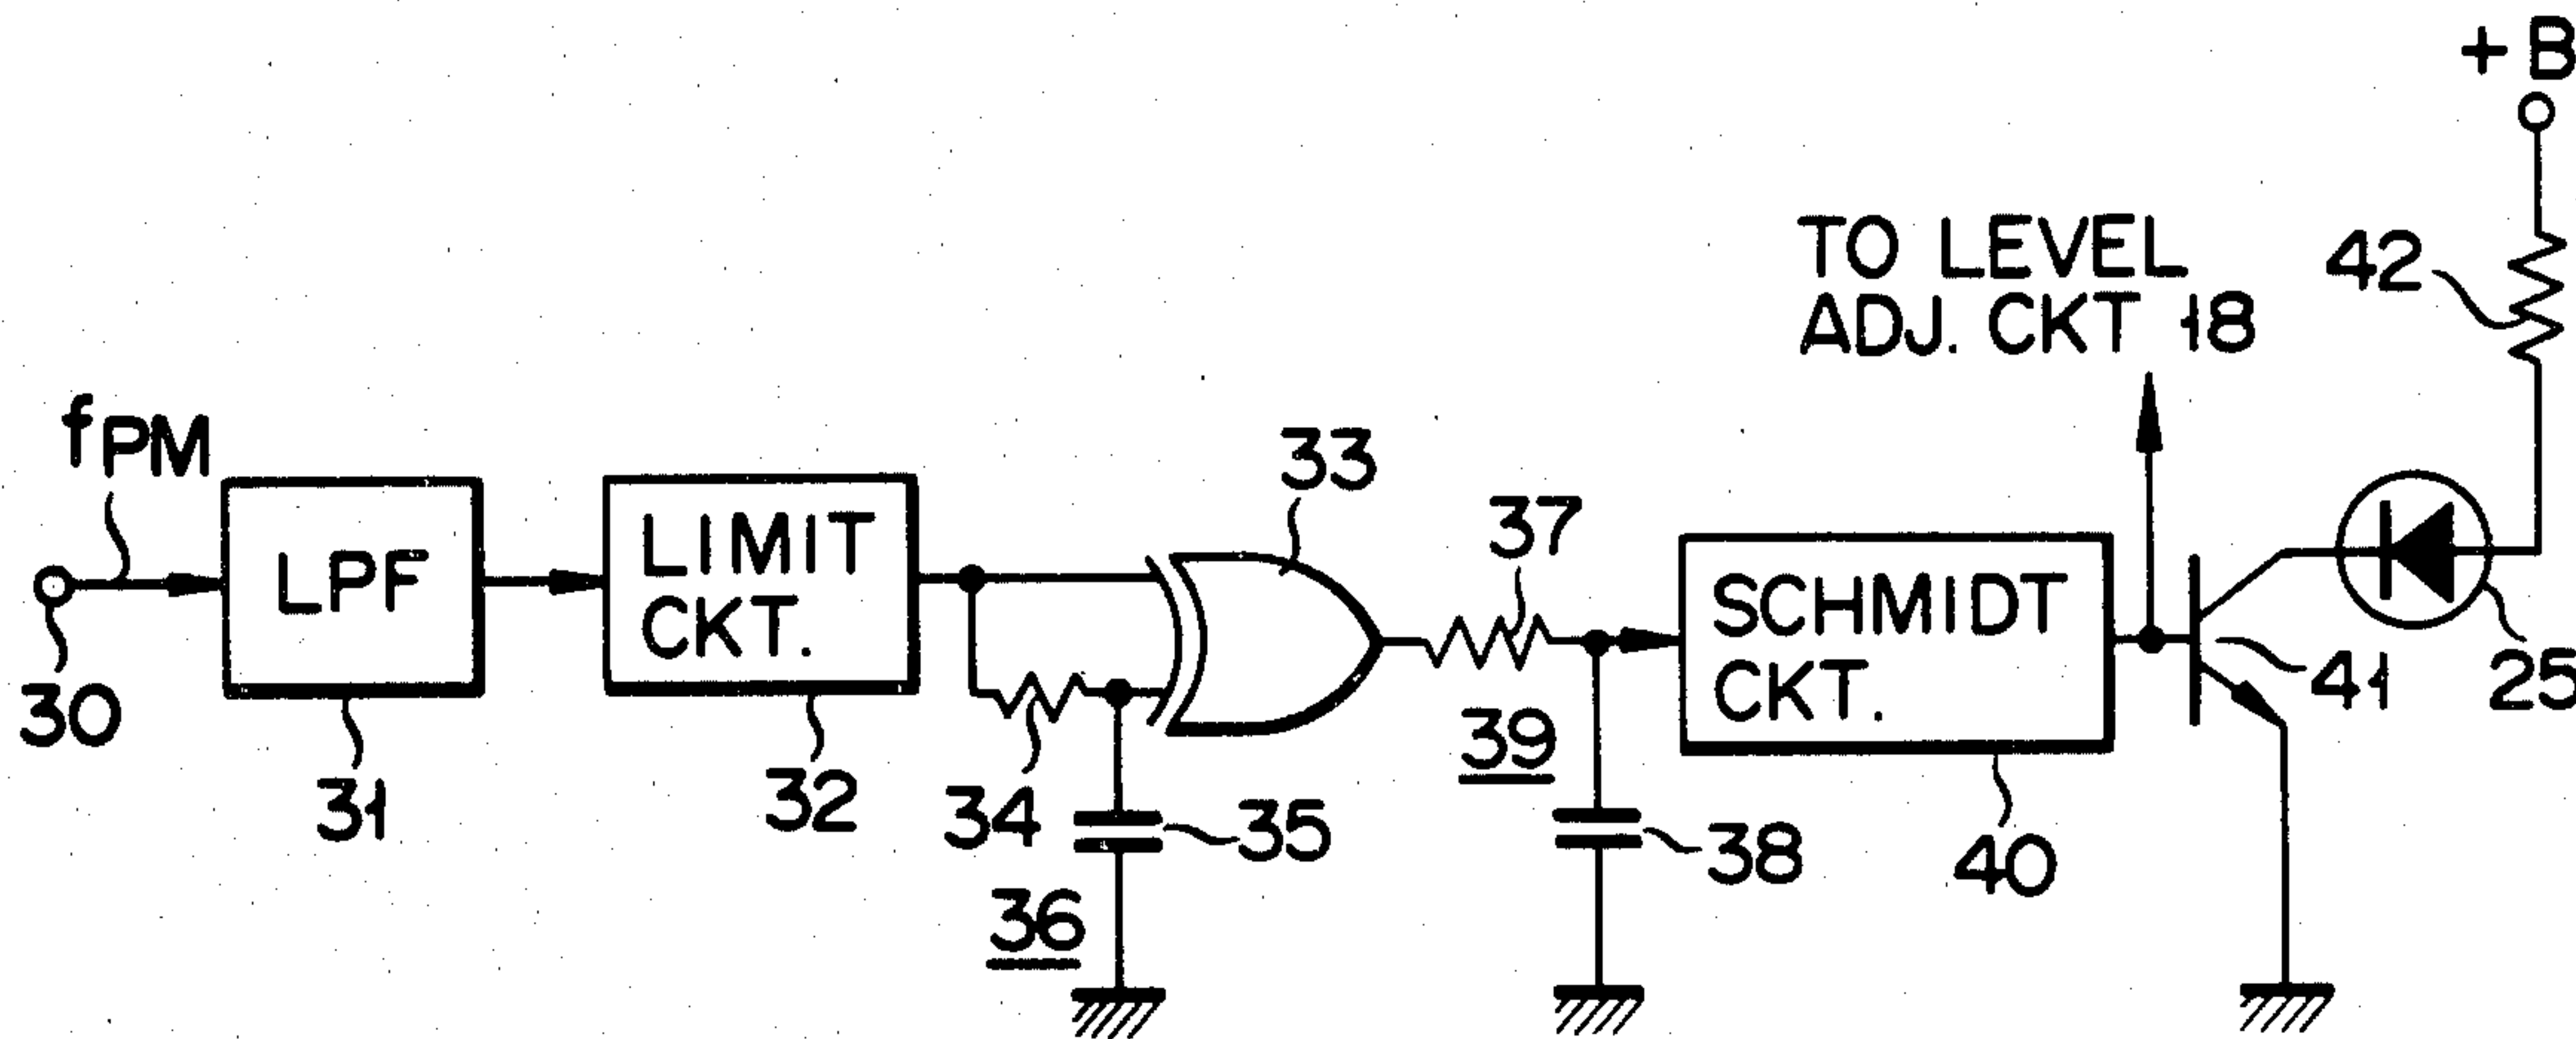 +B
TO LEVEL
ADJ. CKT 18
42
fPM
33
37
LPF
LIMIT
CKT.
SCHMIDT
CKT.
30
31
32
34
35
36
39
38
40
41
25